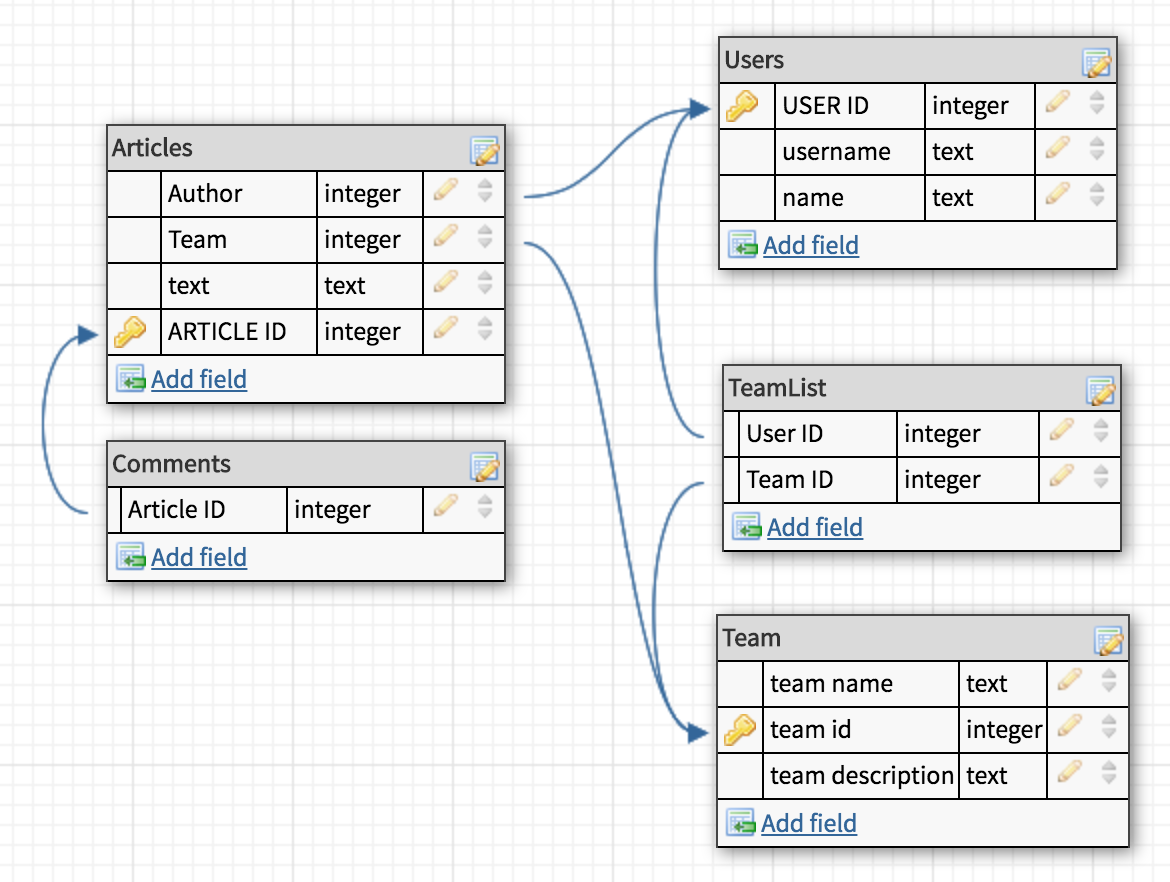 Articles
Author integer
Team integer
text text
ARTICLE ID integer
Add field
Comments
Article ID integer
Add field
Users
USER ID integer
username text
name text
Add field
TeamList
User ID integer
Team ID integer
Add field
Team
team name text
team id integer
team description text
Add field